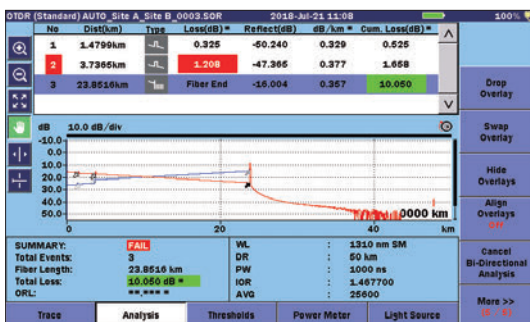 OTDR (Standard) AUTO_Site A_Site B_0003.SOR 2018-Jul-21 11:08 100%
No Dist(km) Type Loss(dB)* Reflect(dB) dB/km* Cum. Loss(dB)*
1 1.4799km 0.325 -50.240 0.329 0.525
2 3.7365km 1.208 -47.365 0.377 1.658
3 23.8516km Fiber End -16.004 0.357 10.050
dB 10.0 dB/div
-10.0
0.0
10.0
20.0
30.0
40.0
50.0
0000 km
0 20 40 km
SUMMARY: FAIL
Total Events: 3
Fiber Length: 23.8516 km
Total Loss: 10.050 dB *
ORL: **.*** *
WL : 1310 nm SM
DR : 50 km
PW : 1000 ns
IOR : 1.467700
AVG : 25600
Drop Overlay
Swap Overlay
Hide Overlays
Align Overlays
Off
Cancel Bi-Directional Analysis
More >>
Trace Analysis Thresholds Power Meter Light Source